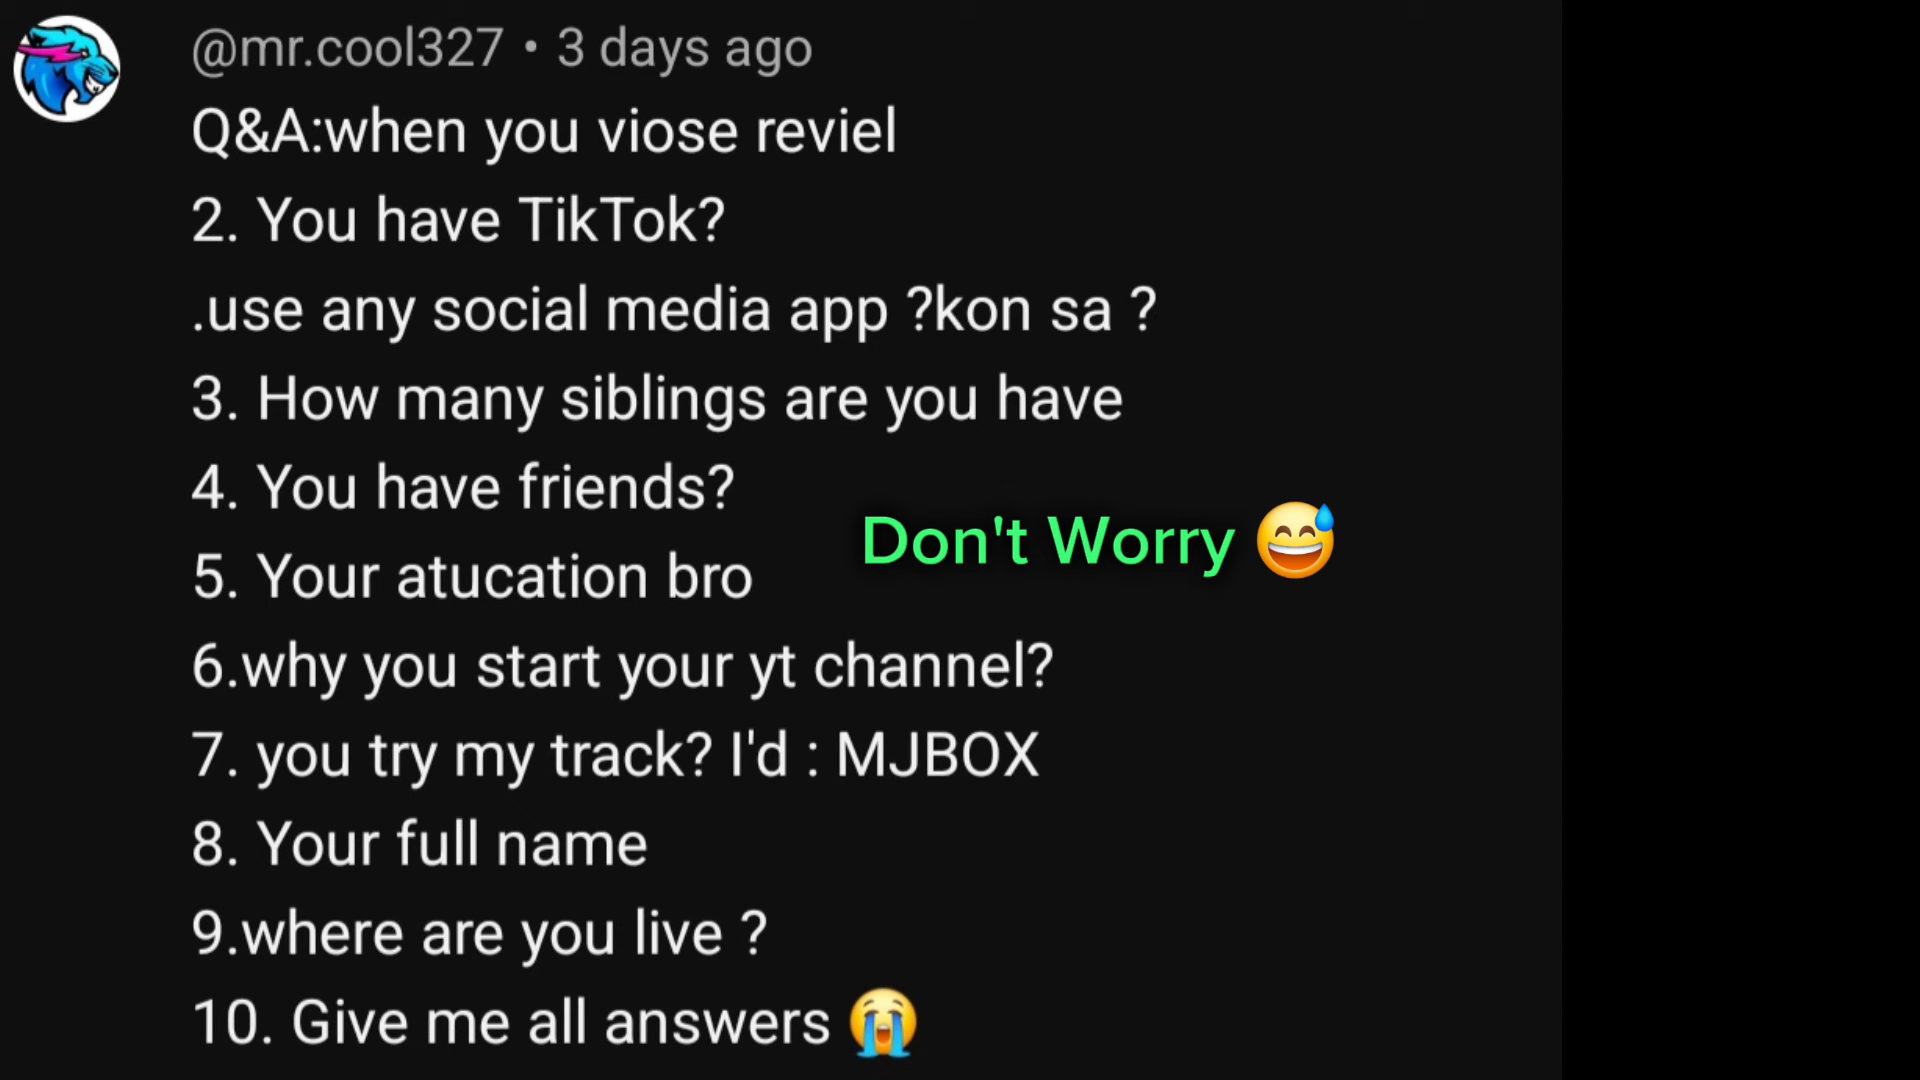 @mr.cool327 • 3 days ago
Q&A:when you viose reviel
2. You have TikTok?
.use any social media app ?kon sa ?
3. How many siblings are you have
4. You have friends?
Don't Worry 😅
5. Your atucation bro
6.why you start your yt channel?
7. you try my track? I'd : MJBOX
8. Your full name
9.where are you live ?
10. Give me all answers 😭